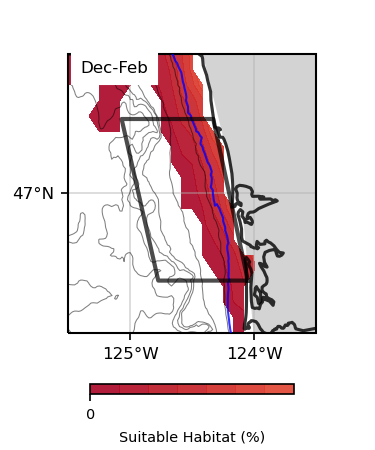 Dec-Feb
47°N
125°W
124°W
0
Suitable Habitat (%)